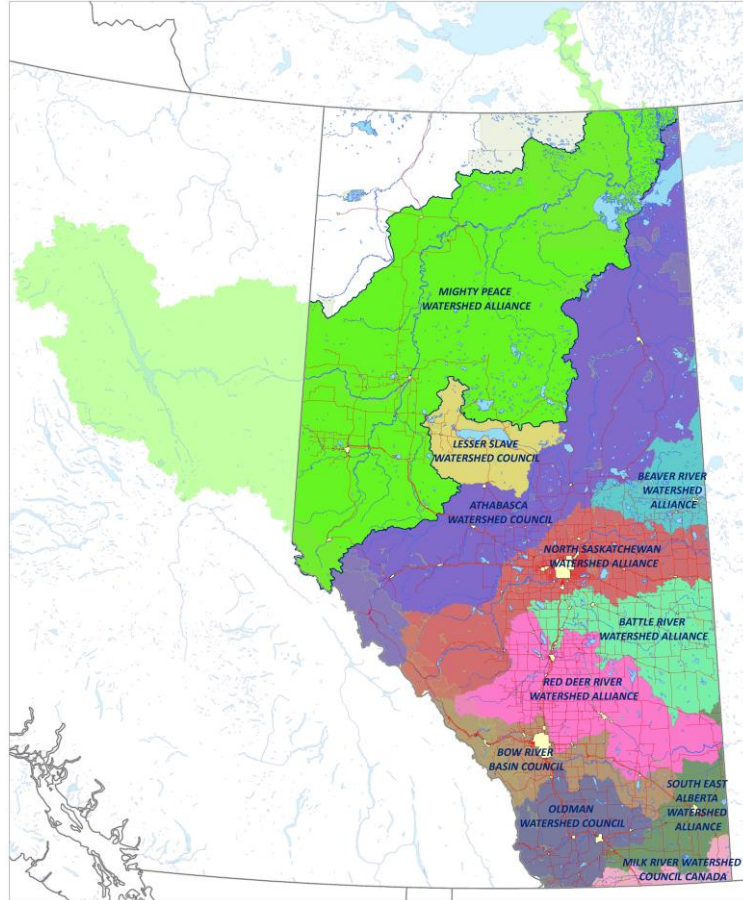 MIGHTY PEACE
WATERSHED ALLIANCE
LESSER SLAVE
WATERSHED COUNCIL
BEAVER RIVER
WATERSHED
ALLIANCE
ATHABASCA
WATERSHED COUNCIL
NORTH SASKATCHEWAN
WATERSHED ALLIANCE
BATTLE RIVER
WATERSHED ALLIANCE
RED DEER RIVER
WATERSHED ALLIANCE
BOW RIVER
BASIN COUNCIL
SOUTH EAST
ALBERTA
WATERSHED
ALLIANCE
OLDMAN
WATERSHED COUNCIL
MILK RIVER WATERSHED
COUNCIL CANADA